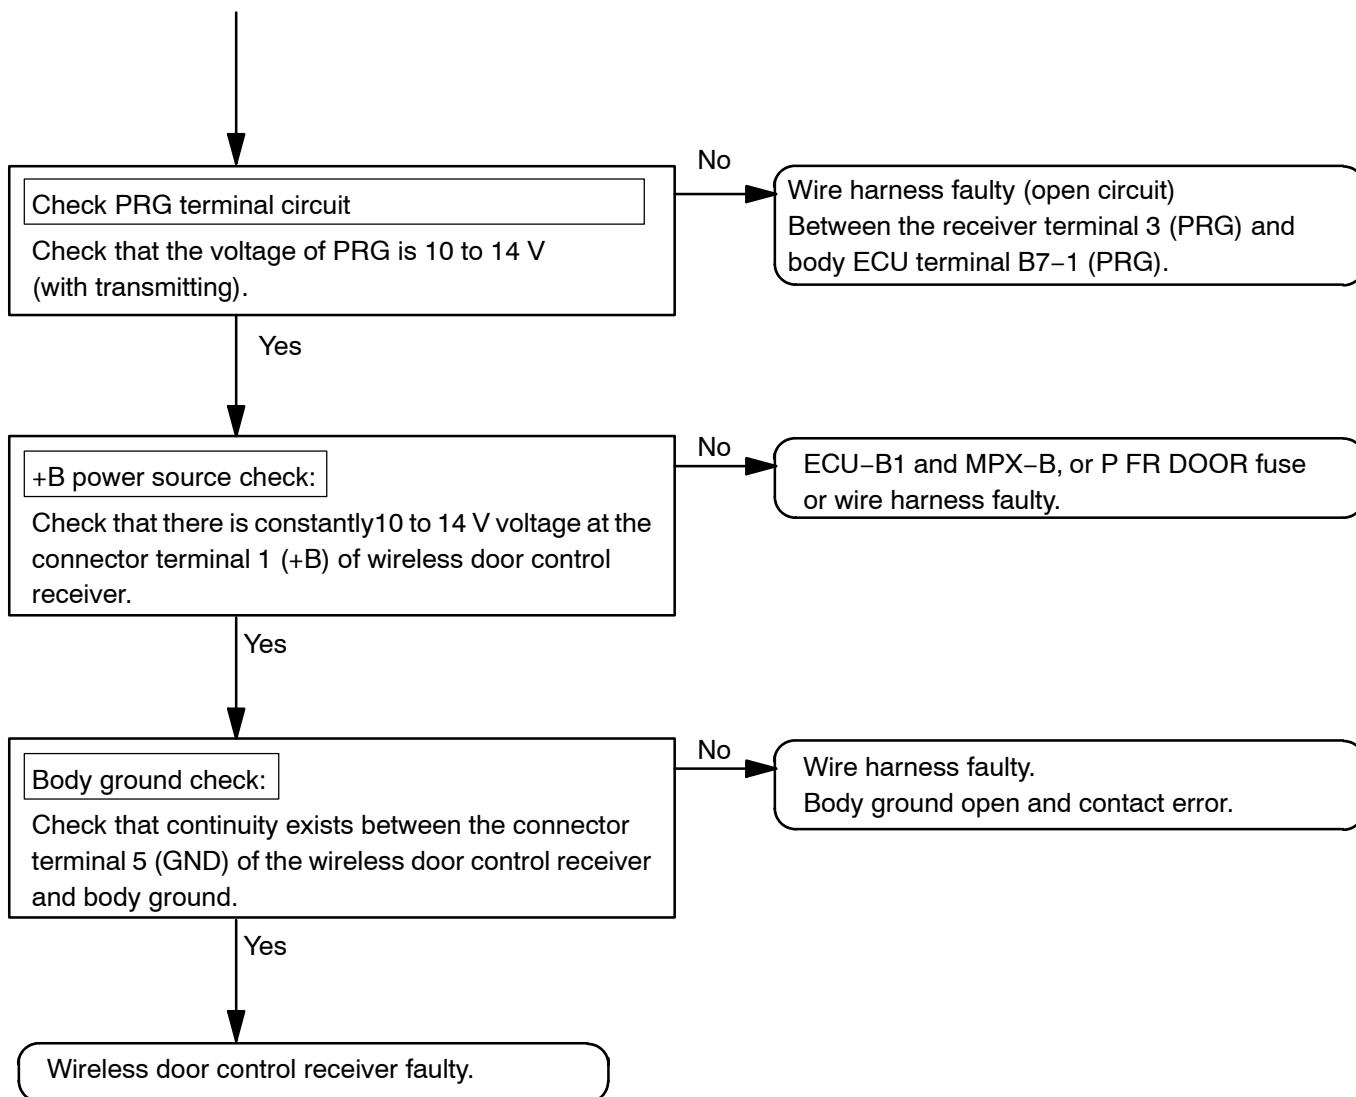 No
Check PRG terminal circuit
Check that the voltage of PRG is 10 to 14 V
(with transmitting).
Wire harness faulty (open circuit)
Between the receiver terminal 3 (PRG) and
body ECU terminal B7−1 (PRG).
Yes
No
+B power source check:
Check that there is constantly10 to 14 V voltage at the
connector terminal 1 (+B) of wireless door control
receiver.
ECU−B1 and MPX−B, or P FR DOOR fuse
or wire harness faulty.
Yes
No
Body ground check:
Check that continuity exists between the connector
terminal 5 (GND) of the wireless door control receiver
and body ground.
Wire harness faulty.
Body ground open and contact error.
Yes
Wireless door control receiver faulty.